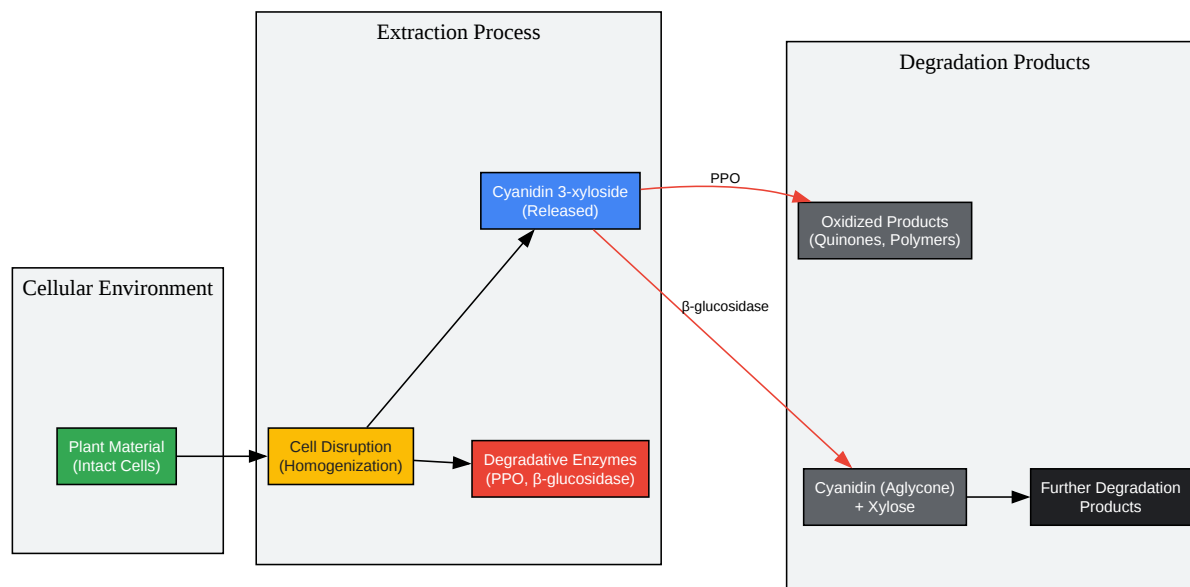 Extraction Process
Degradation Products
Cyanidin 3-xyloside
(Released)
PPO
Oxidized Products
(Quinones, Polymers)
Cellular Environment
β-glucosidase
Plant Material
(Intact Cells)
Cell Disruption
(Homogenization)
Degradative Enzymes
(PPO, β-glucosidase)
Cyanidin (Aglycone)
+ Xylose
Further Degradation
Products